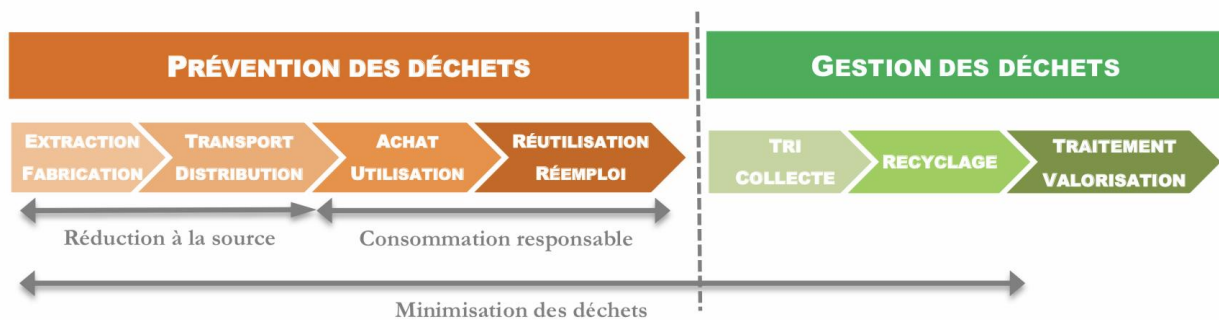 PRÉVENTION DES DÉCHETS
GESTION DES DÉCHETS
EXTRACTION
FABRICATION
TRANSPORT
DISTRIBUTION
ACHAT
UTILISATION
RÉUTILISATION
RÉEMPLOI
TRI
COLLECTE
RECYCLAGE
TRAITEMENT
VALORISATION
Réduction à la source
Consommation responsable
Minimisation des déchets